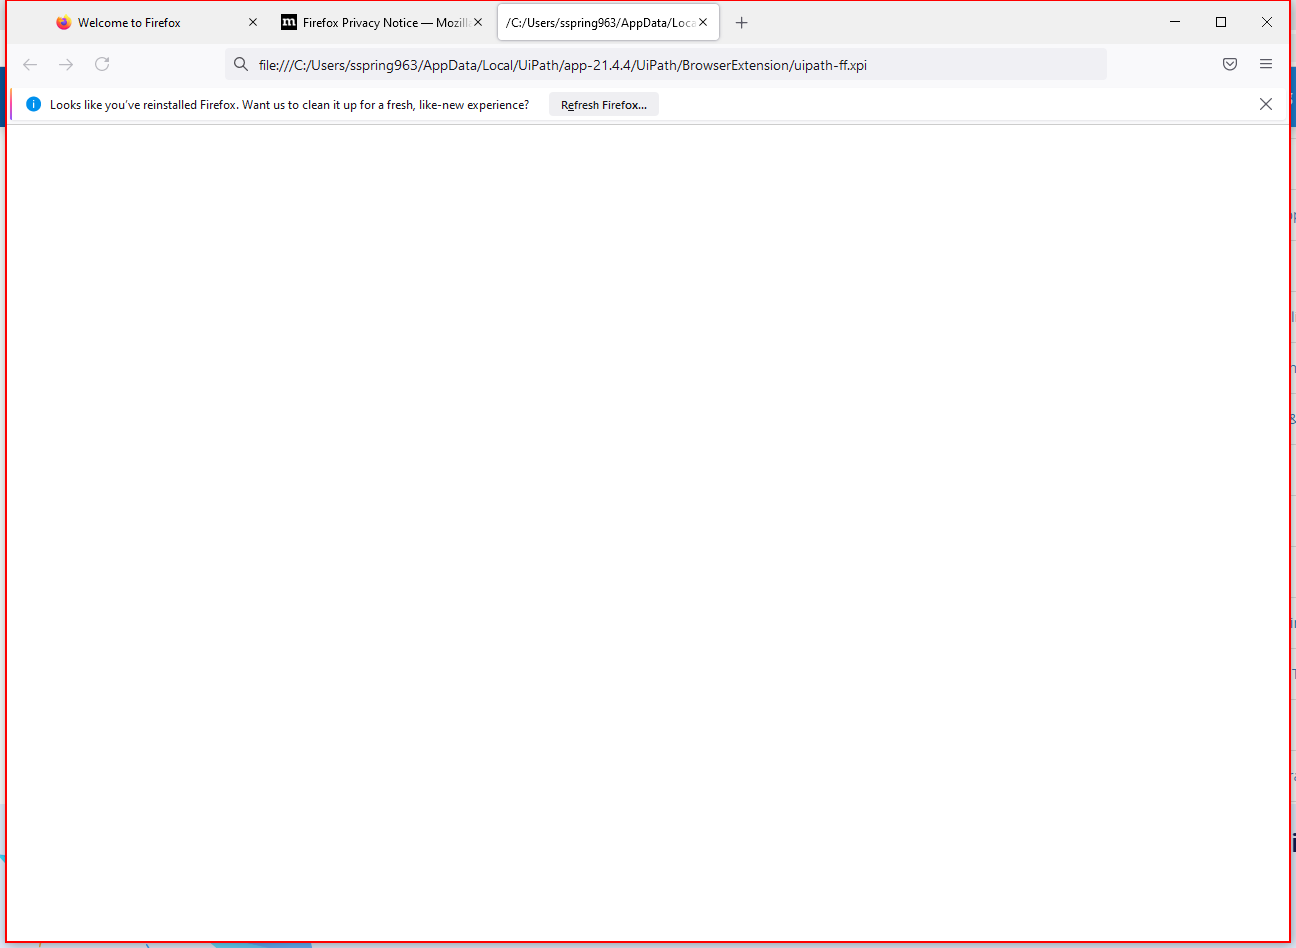 Welcome to Firefox
Firefox Privacy Notice — Mozill
/C:/Users/sspring963/AppData/Loca
file:///C:/Users/sspring963/AppData/Local/UiPath/app-21.4.4/UiPath/BrowserExtension/uipath-ff.xpi
Looks like you've reinstalled Firefox. Want us to clean it up for a fresh, like-new experience?
Refresh Firefox...